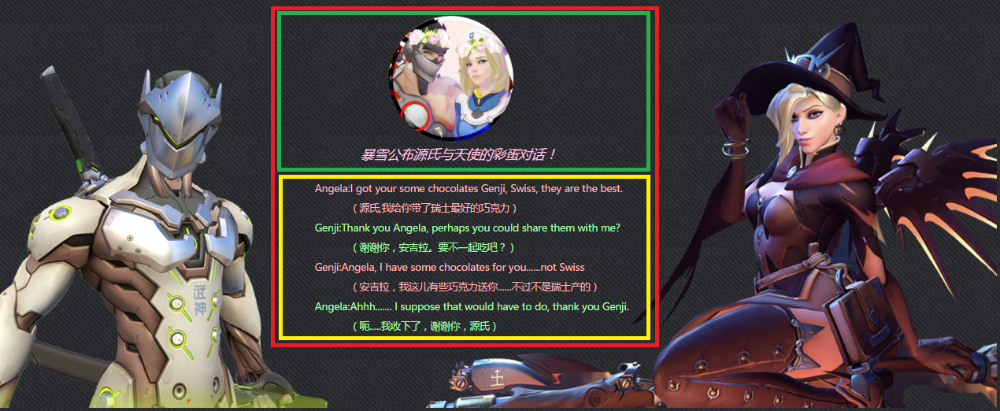 暴雪公布源氏与天使的彩蛋对话！
Angela:I got your some chocolates Genji, Swiss, they are the best.
（源氏,我给你带了瑞士最好的巧克力）
Genji:Thank you Angela, perhaps you could share them with me?
（谢谢你，安吉拉。要不一起吃吧？）
Genji:Angela, I have some chocolates for you......not Swiss
（安吉拉，我这儿有些巧克力送你......不过不是瑞士产的）
Angela:Ahhh....... I suppose that would have to do, thank you Genji.
（呃.....我收下了，谢谢你，源氏）
武神